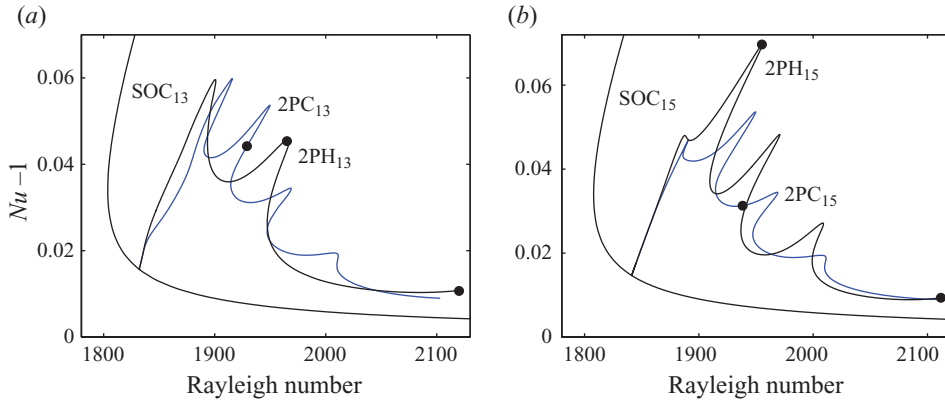 (a)
0.06
0.04
0.02
0
Nu –1
SOC13
2PC13
2PH13
1800 1900 2000 2100
Rayleigh number
(b)
0.06
0.04
0.02
0
SOC15
2PH15
2PC15
1800 1900 2000 2100
Rayleigh number